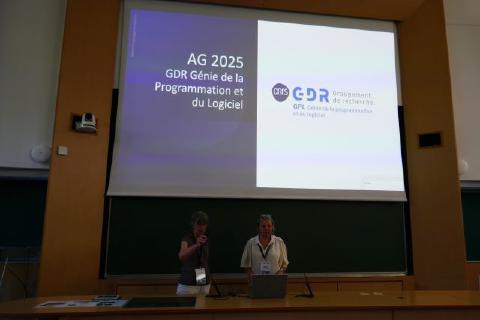 AG 2025
GDR Génie de la
Programmation et
du Logiciel
cnrs
GDR
Groupement
de recherche
GPL Génie de la programmation
et du logiciel